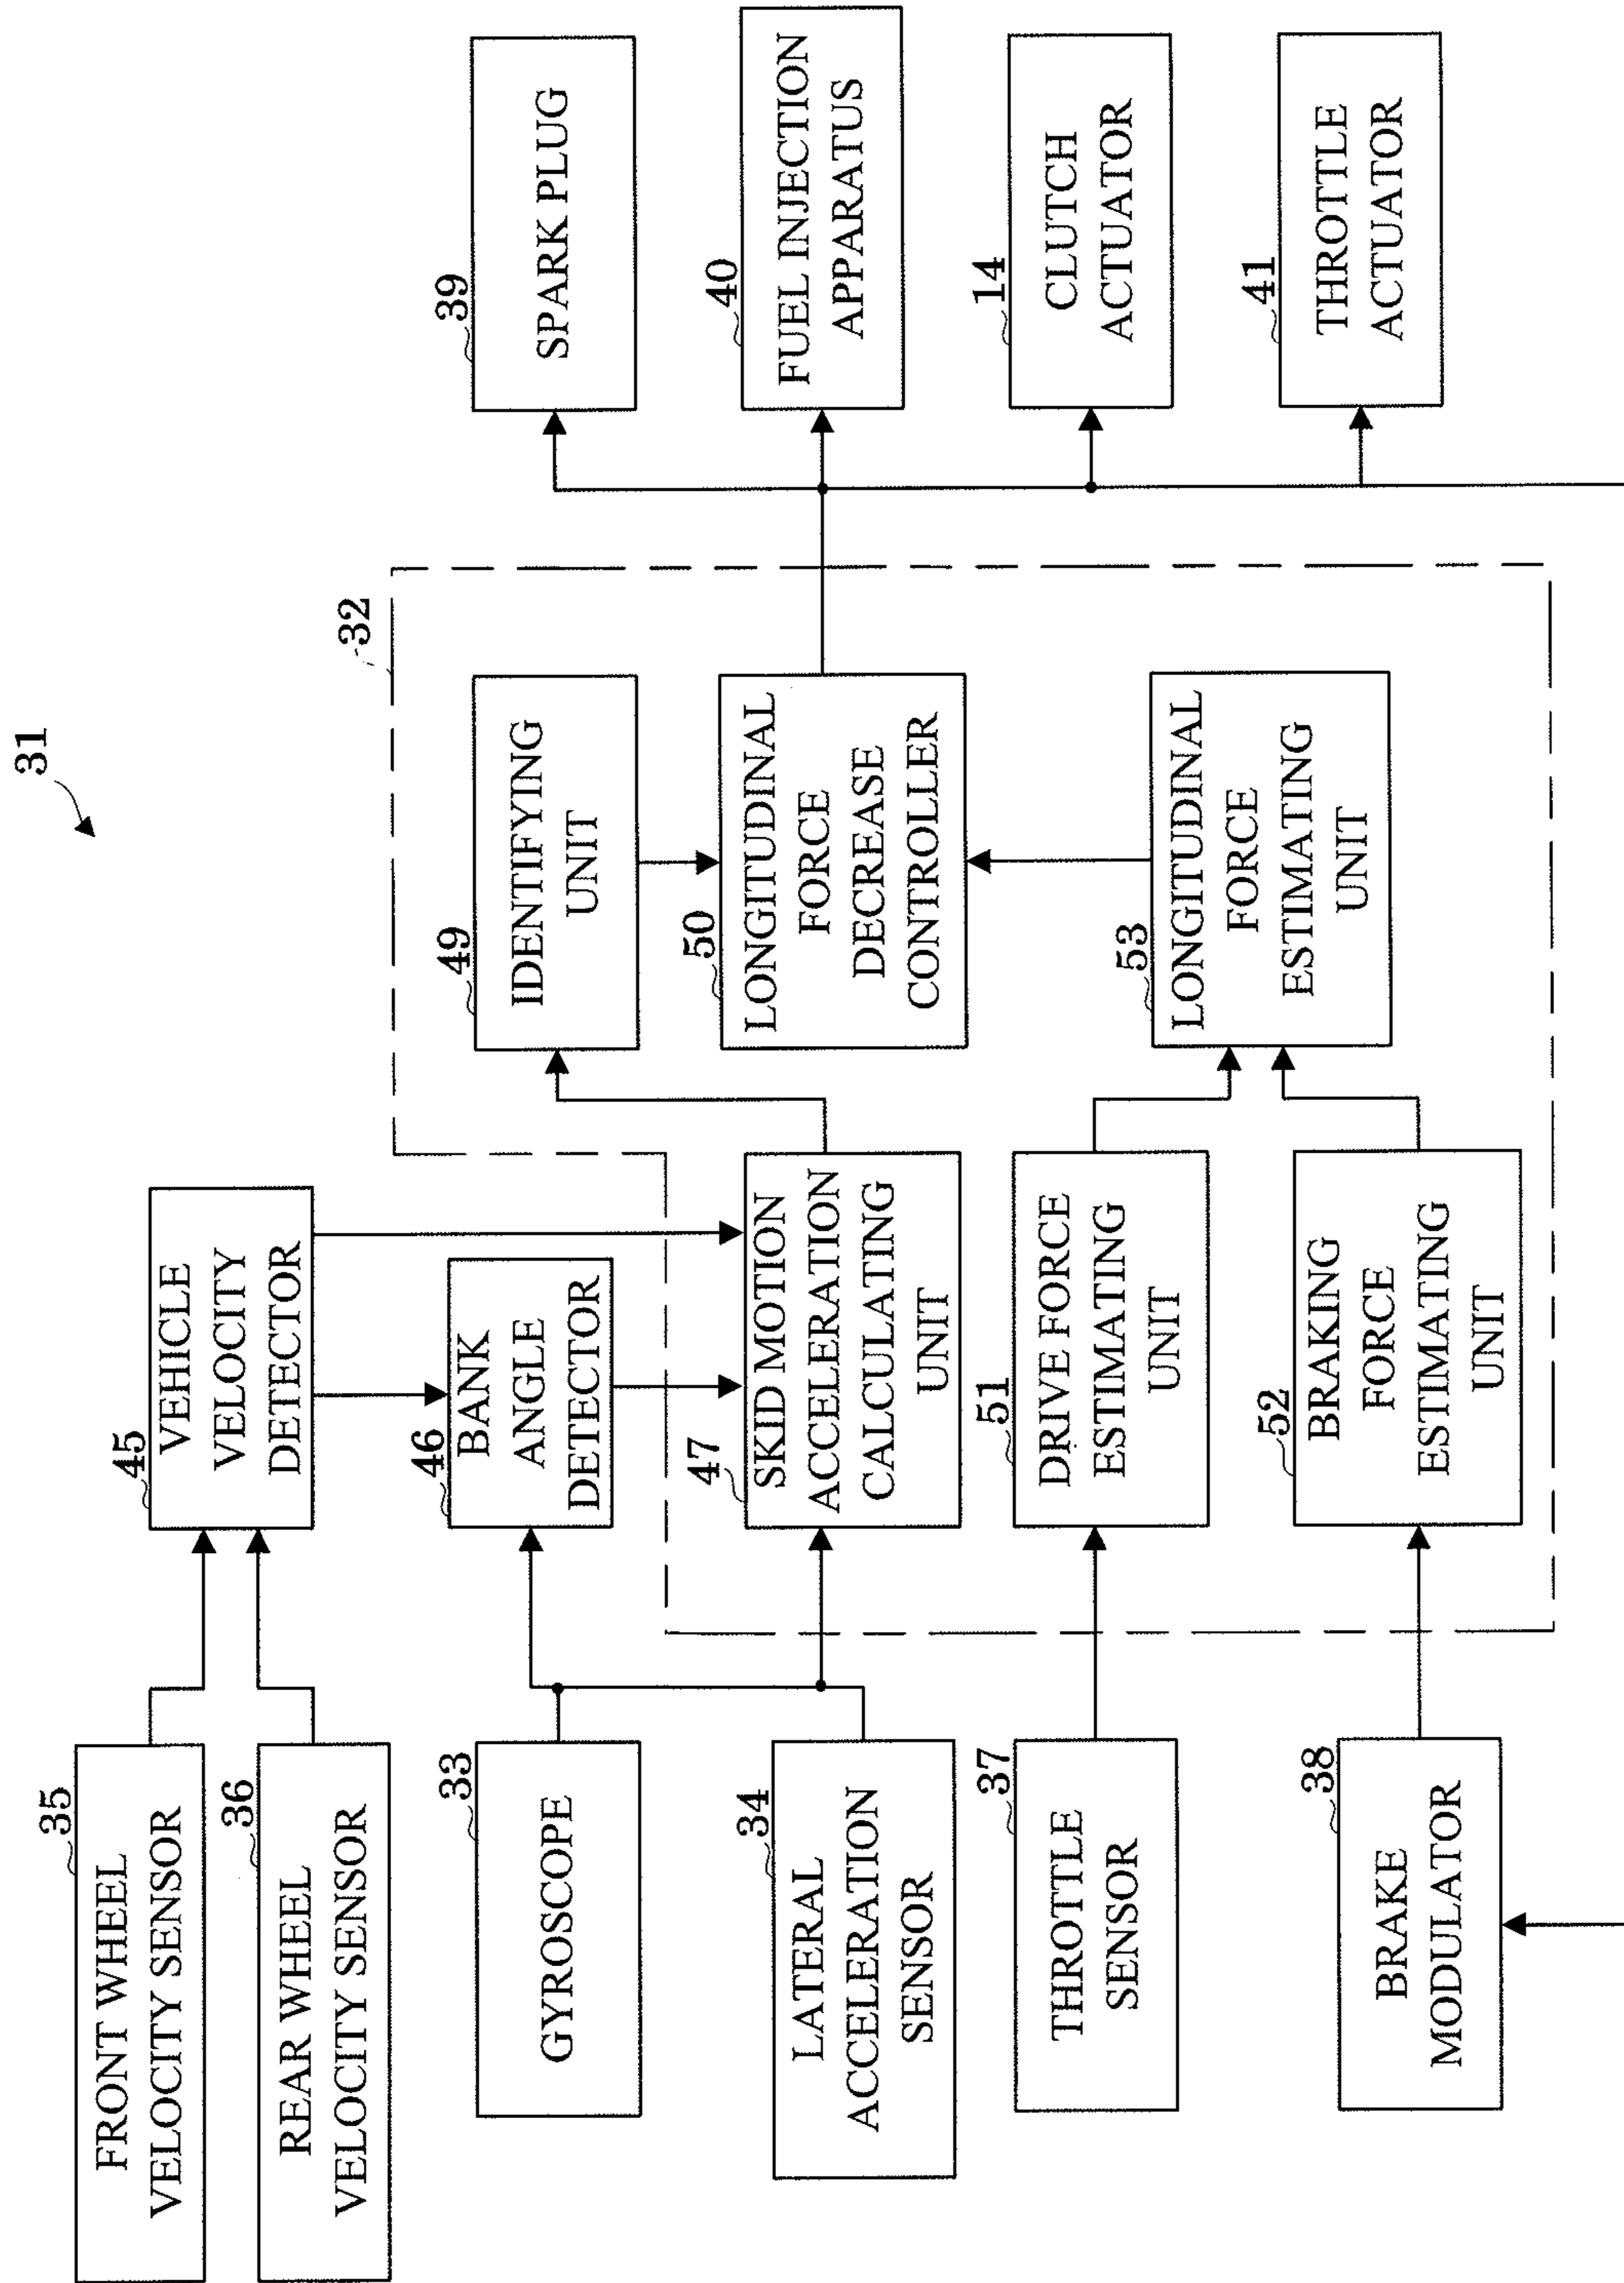 31
35
FRONT WHEEL
VELOCITY SENSOR
36
REAR WHEEL
VELOCITY SENSOR
33
GYROSCOPE
34
LATERAL
ACCELERATION
SENSOR
37
THROTTLE
SENSOR
38
BRAKE
MODULATOR
45
VEHICLE
VELOCITY
DETECTOR
46
BANK
ANGLE
DETECTOR
47
SKID MOTION
ACCELERATION
CALCULATING
UNIT
51
DRIVE FORCE
ESTIMATING
UNIT
52
BRAKING
FORCE
ESTIMATING
UNIT
32
49
IDENTIFYING
UNIT
50
LONGITUDINAL
FORCE
DECREASE
CONTROLLER
53
LONGITUDINAL
FORCE
ESTIMATING
UNIT
39
SPARK PLUG
40
FUEL INJECTION
APPARATUS
14
CLUTCH
ACTUATOR
41
THROTTLE
ACTUATOR